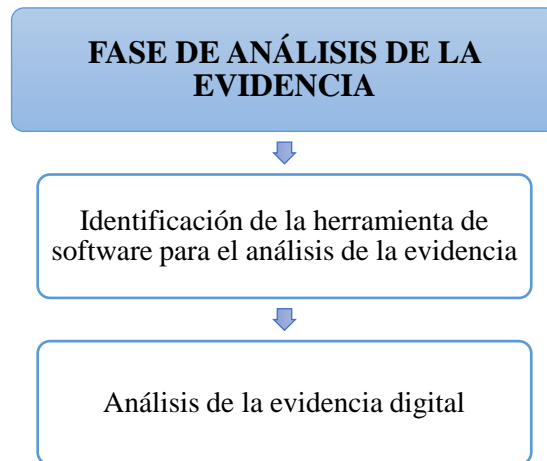 FASE DE ANÁLISIS DE LA
EVIDENCIA
Identificación de la herramienta de
software para el análisis de la evidencia
Análisis de la evidencia digital